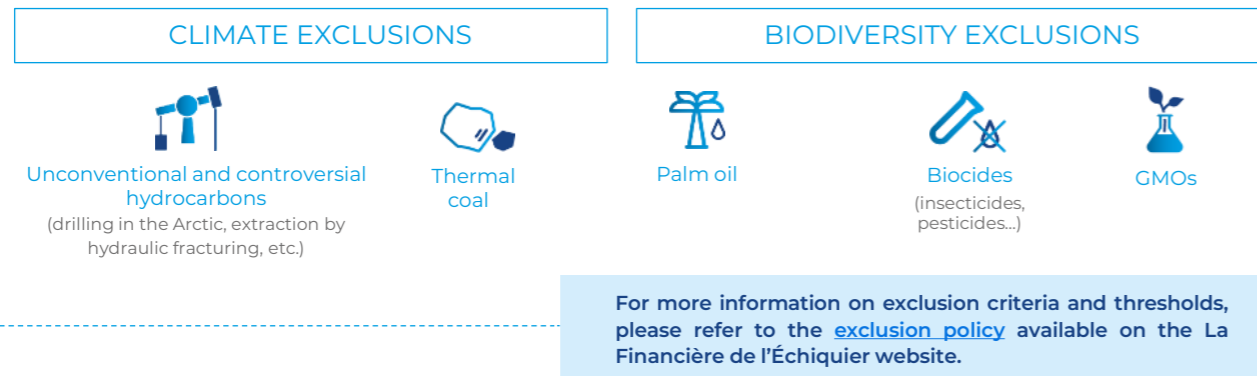 CLIMATE EXCLUSIONS
Unconventional and controversial
hydrocarbons
(drilling in the Arctic, extraction by
hydraulic fracturing, etc.)
Thermal
coal
BIODIVERSITY EXCLUSIONS
Palm oil
Biocides
(insecticides,
pesticides...)
GMOs
For more information on exclusion criteria and thresholds,
please refer to the exclusion policy available on the La
Financière de l’Échiquier website.